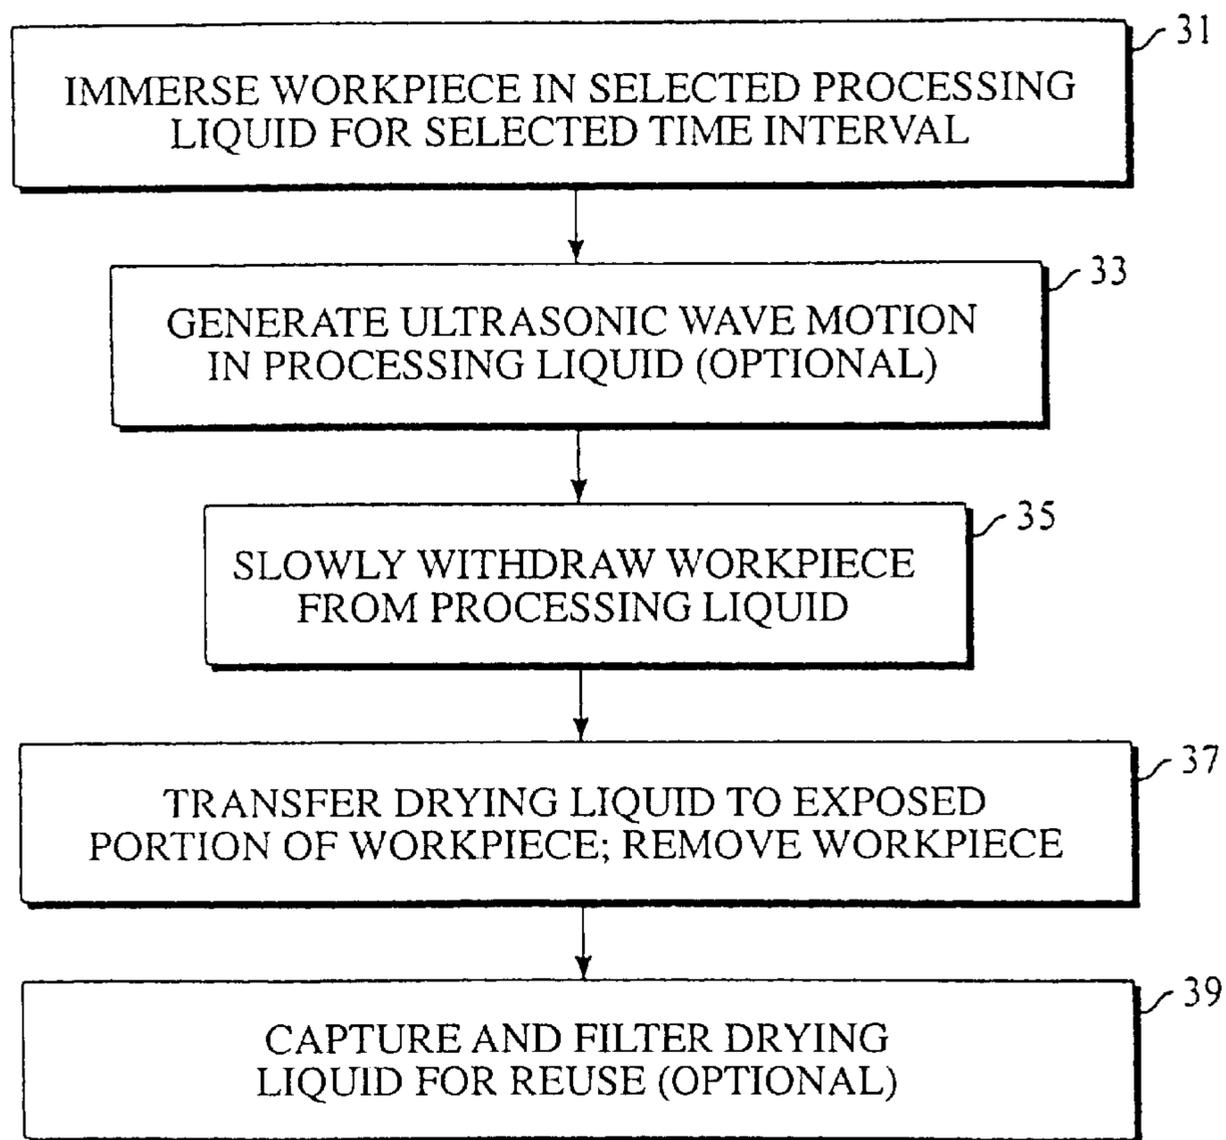 31
IMMERSE WORKPIECE IN SELECTED PROCESSING
LIQUID FOR SELECTED TIME INTERVAL
33
GENERATE ULTRASONIC WAVE MOTION
IN PROCESSING LIQUID (OPTIONAL)
35
SLOWLY WITHDRAW WORKPIECE
FROM PROCESSING LIQUID
37
TRANSFER DRYING LIQUID TO EXPOSED
PORTION OF WORKPIECE; REMOVE WORKPIECE
39
CAPTURE AND FILTER DRYING
LIQUID FOR REUSE (OPTIONAL)